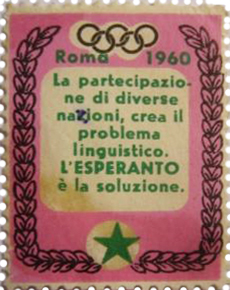 Roma 1960
La partecipazio-
ne di diverse
nazioni, crea il
problema
linguistico.
L'ESPERANTO
è la soluzione.